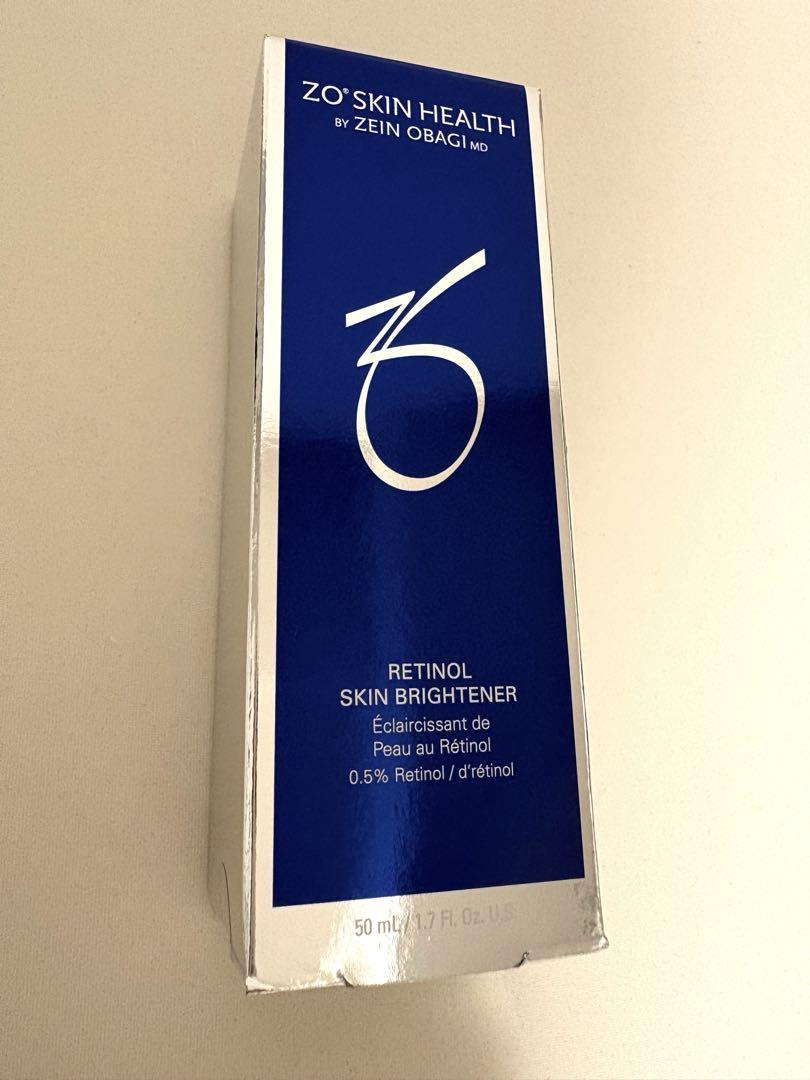 ZO® SKIN HEALTH
BY ZEIN OBAGI MD
RETINOL
SKIN BRIGHTENER
Éclaircissant de
Peau au Rétinol
0.5% Retinol / d'rétinol
50 mL / 1.7 Fl. Oz. U.S